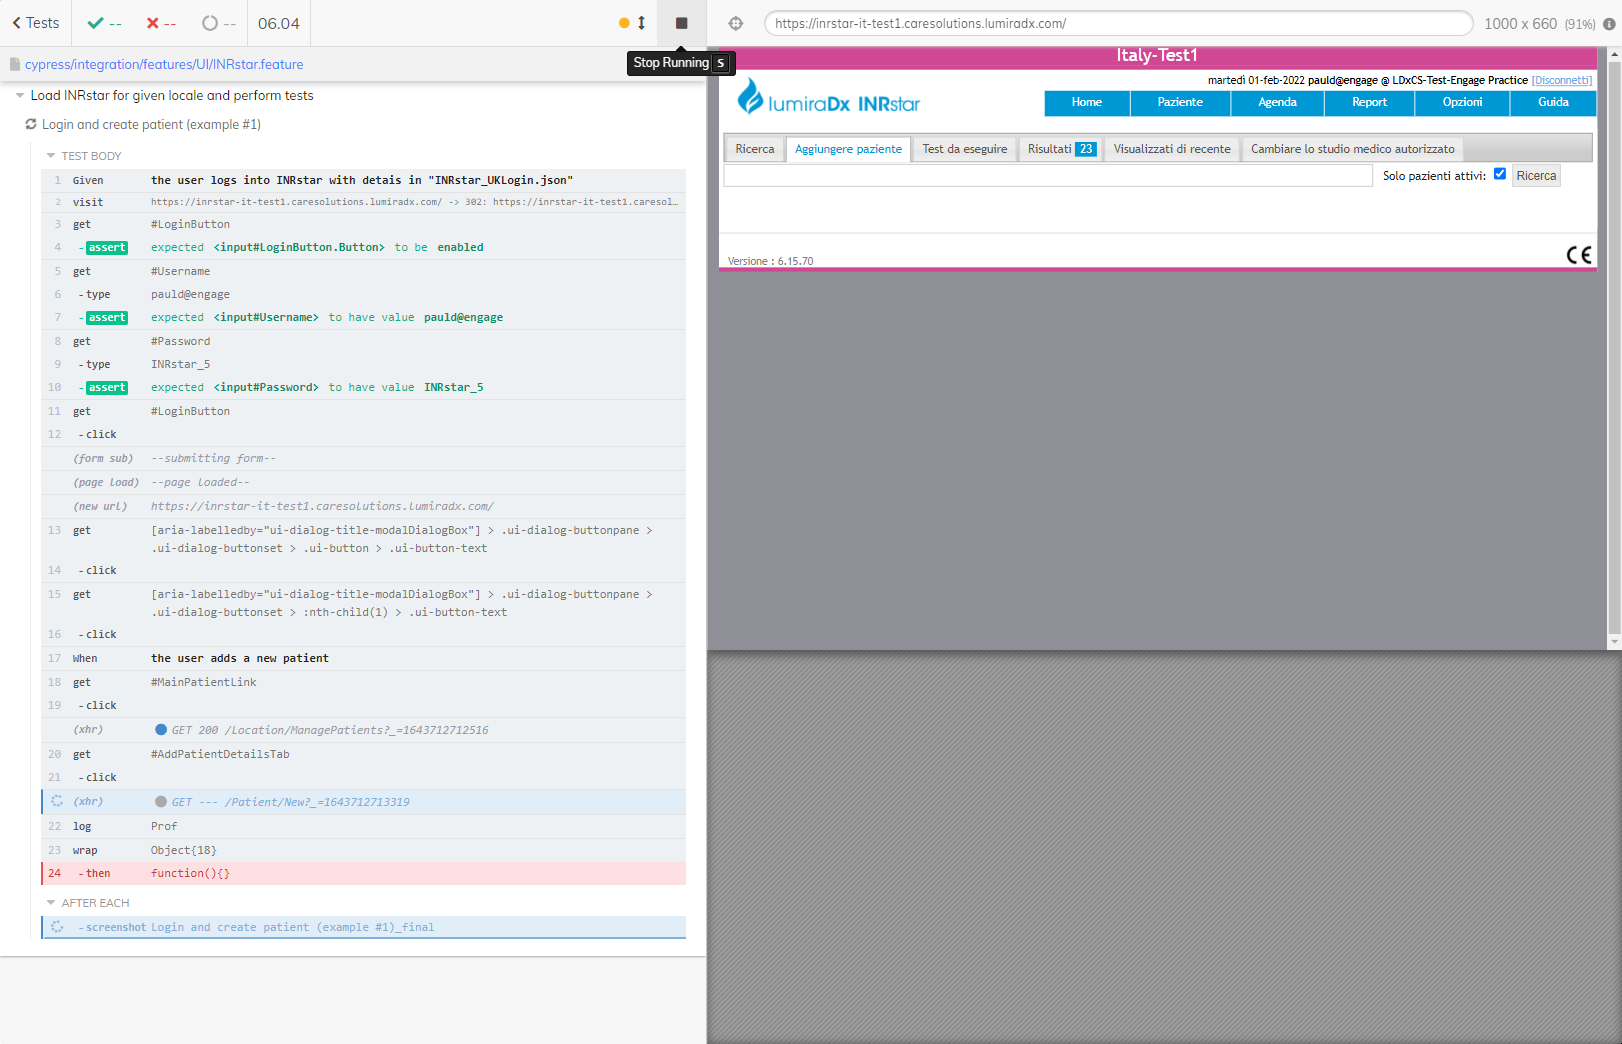 Tests
--
--
--
06.04
Stop Running S
https://inrstar-it-test1.caresolutions.lumiradx.com/
1000 x 660 (91%)
cypress/integration/features/UI/INRstar.feature
Load INRstar for given locale and perform tests
Login and create patient (example #1)
TEST BODY
1 Given the user logs into INRstar with detais in "INRstar_UKLogin.json"
2 visit https://inrstar-it-test1.caresolutions.lumiradx.com/ -> 302: https://inrstar-it-test1.caresol…
3 get #LoginButton
4 -assert expected <input#LoginButton.Button> to be enabled
5 get #Username
6 -type pauld@engage
7 -assert expected <input#Username> to have value pauld@engage
8 get #Password
9 -type INRstar_5
10 -assert expected <input#Password> to have value INRstar_5
11 get #LoginButton
12 -click
(form sub) --submitting form--
(page load) --page loaded--
(new url) https://inrstar-it-test1.caresolutions.lumiradx.com/
13 get [aria-labelledby="ui-dialog-title-modalDialogBox"] > .ui-dialog-buttonpane >
.ui-dialog-buttonset > .ui-button > .ui-button-text
14 -click
15 get [aria-labelledby="ui-dialog-title-modalDialogBox"] > .ui-dialog-buttonpane >
.ui-dialog-buttonset > :nth-child(1) > .ui-button-text
16 -click
17 When the user adds a new patient
18 get #MainPatientLink
19 -click
(xhr) GET 200 /Location/ManagePatients?_=1643712712516
20 get #AddPatientDetailsTab
21 -click
(xhr) GET --- /Patient/New?_=1643712713319
22 log Prof
23 wrap Object{18}
24 -then function(){}
AFTER EACH
-screenshot Login and create patient (example #1)_final
Italy-Test1
martedì 01-feb-2022 pauld@engage @ LDxCS-Test-Engage Practice [Disconnetti]
lumiraDx INRstar
Home Paziente Agenda Report Opzioni Guida
Ricerca Aggiungere paziente Test da eseguire Risultati 23 Visualizzati di recente Cambiare lo studio medico autorizzato
Solo pazienti attivi: Ricerca
Versione : 6.15.70
CE